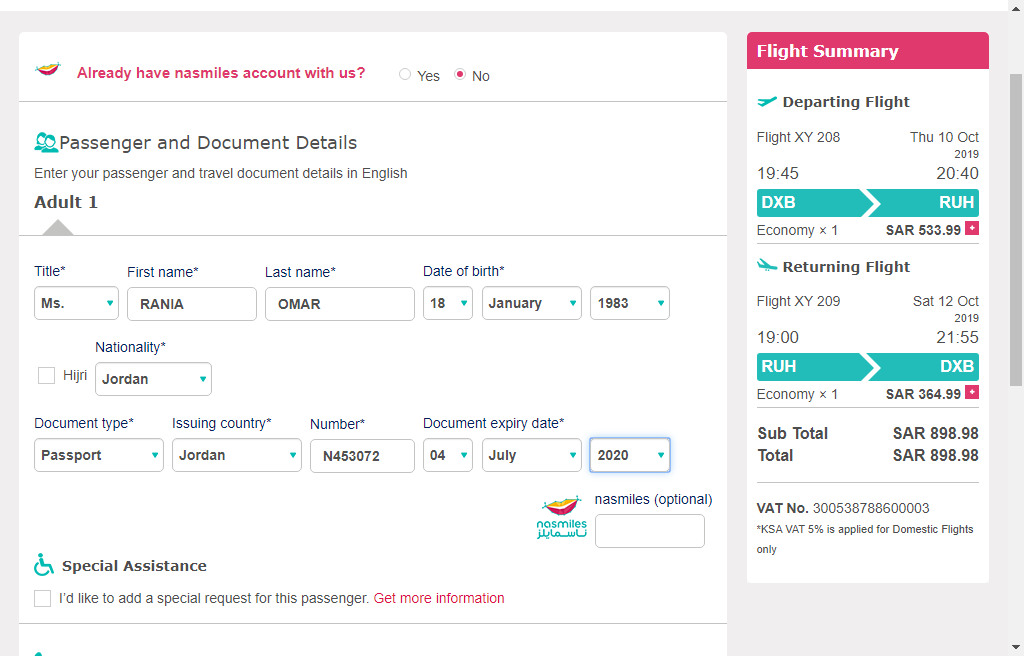 Already have nasmiles account with us?
Yes
No
Passenger and Document Details
Enter your passenger and travel document details in English
Adult 1
Title*
First name*
Last name*
Date of birth*
Ms.
RANIA
OMAR
18
January
1983
Nationality*
Hijri
Jordan
Document type*
Issuing country*
Number*
Document expiry date*
Passport
Jordan
N453072
04
July
2020
nasmiles (optional)
nasmiles
ناسمايلز
Special Assistance
I'd like to add a special request for this passenger. Get more information
Flight Summary
Departing Flight
Flight XY 208
Thu 10 Oct
2019
19:45
20:40
DXB
RUH
Economy × 1
SAR 533.99 +
Returning Flight
Flight XY 209
Sat 12 Oct
2019
19:00
21:55
RUH
DXB
Economy × 1
SAR 364.99 +
Sub Total
SAR 898.98
Total
SAR 898.98
VAT No. 300538788600003
*KSA VAT 5% is applied for Domestic Flights
only